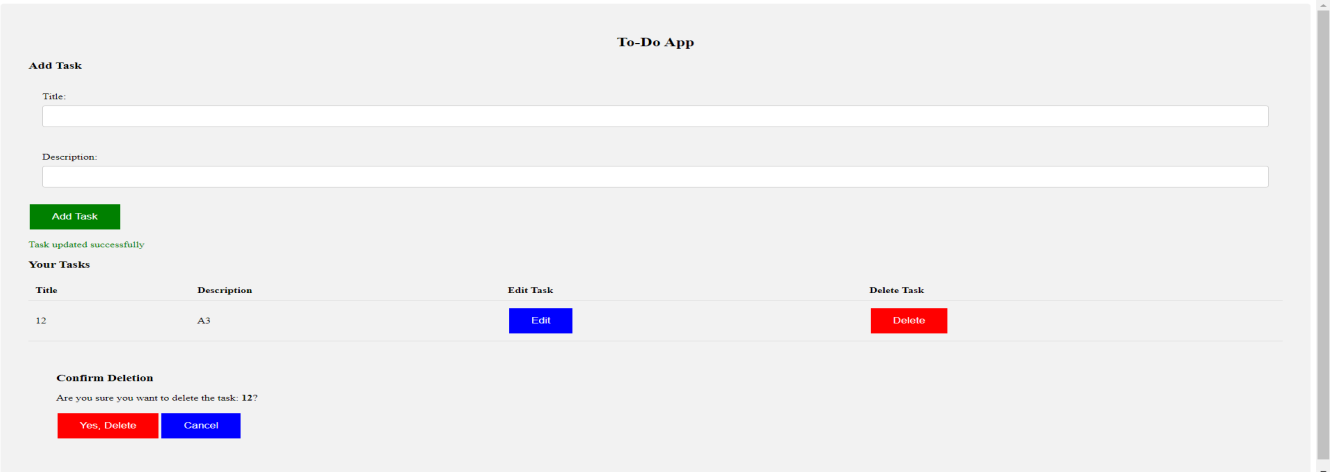 To-Do App
Add Task
Title:
Description:
Add Task
Task updated successfully
Your Tasks
Title Description Edit Task Delete Task
12 A3 Edit Delete
Confirm Deletion
Are you sure you want to delete the task: 12?
Yes, Delete Cancel